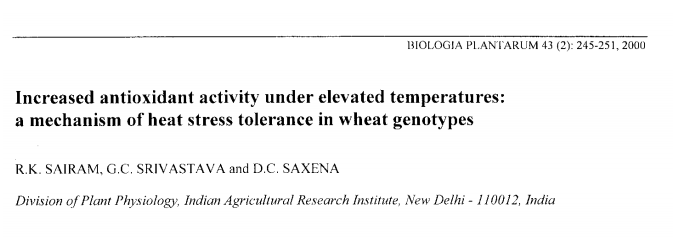 BIOLOGIA PLANTARUM 43 (2): 245-251, 2000
Increased antioxidant activity under elevated temperatures:
a mechanism of heat stress tolerance in wheat genotypes
R.K. SAIRAM, G.C. SRIVASTAVA and D.C. SAXENA
Division of Plant Physiology, Indian Agricultural Research Institute, New Delhi - 110012, India